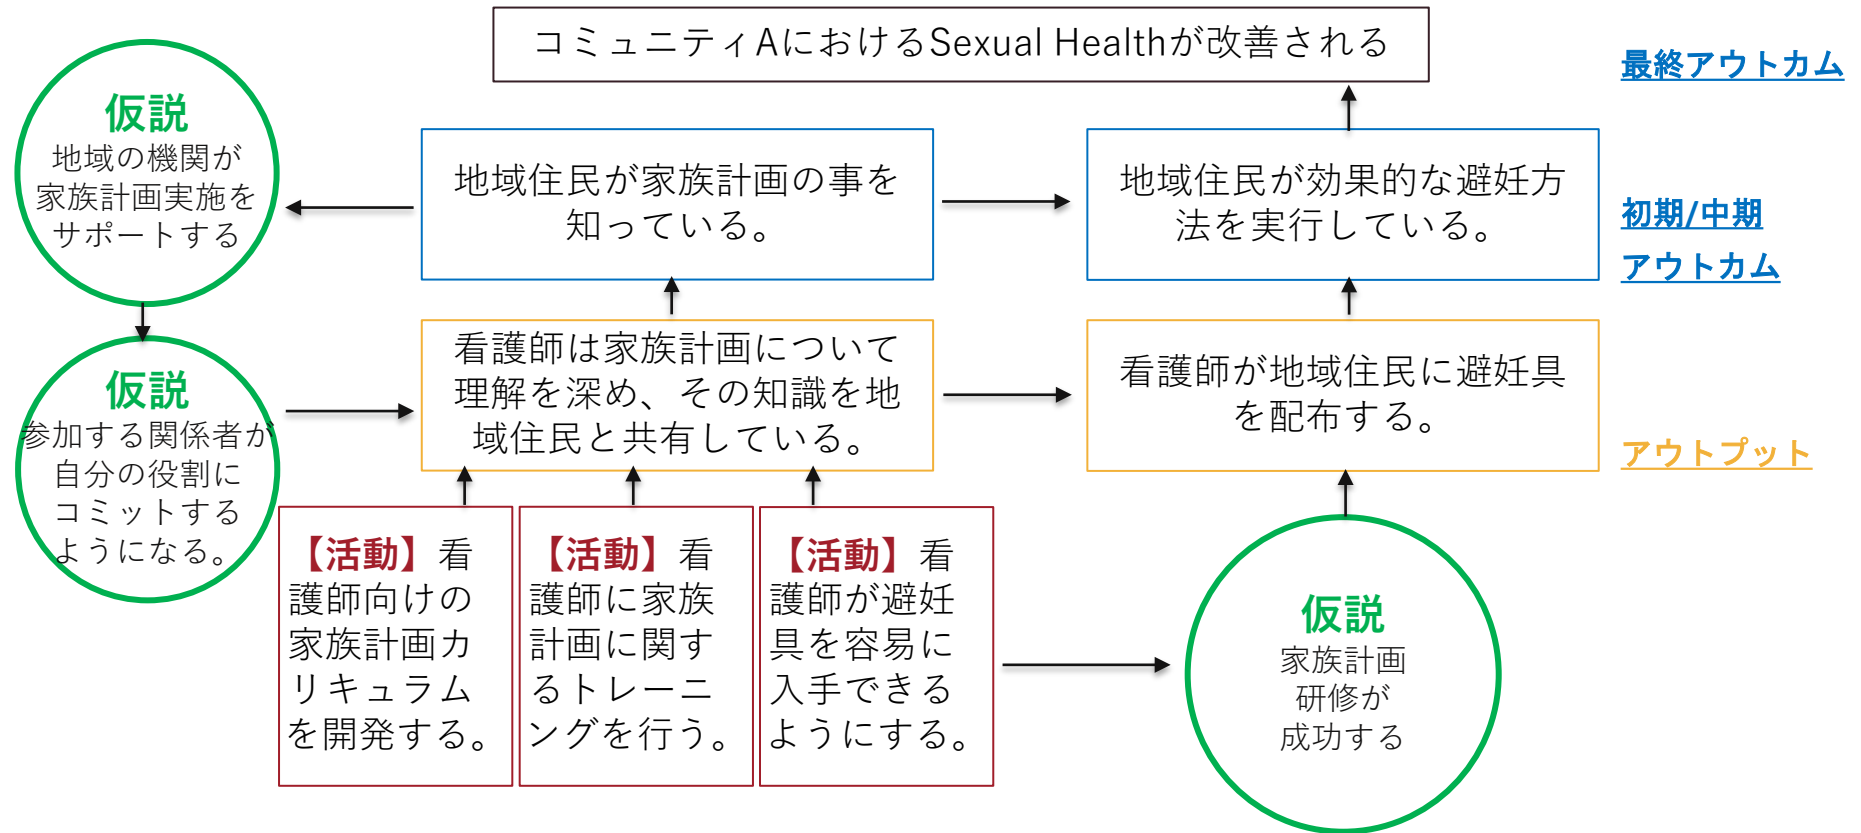 コミュニティAにおけるSexual Healthが改善される
最終アウトカム
仮説
地域の機関が
家族計画実施を
サポートする
地域住民が家族計画の事を
知っている。
地域住民が効果的な避妊方
法を実行している。
初期/中期
アウトカム
仮説
参加する関係者が
自分の役割に
コミットする
ようになる。
看護師は家族計画について
理解を深め、その知識を地
域住民と共有している。
看護師が地域住民に避妊具
を配布する。
アウトプット
【活動】看
護師向けの
家族計画カ
リキュラム
を開発する。
【活動】看
護師に家族
計画に関す
るトレーニ
ングを行う。
【活動】看
護師が避妊
具を容易に
入手できる
ようにする。
仮説
家族計画
研修が
成功する